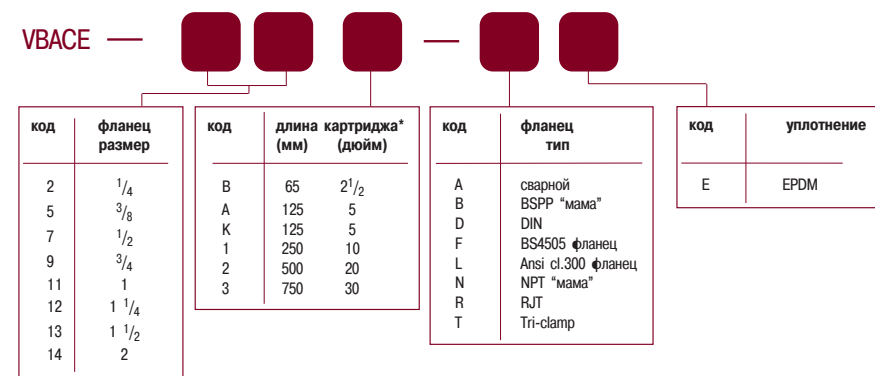 VBACE — —
код фланец размер
2 1/4
5 3/8
7 1/2
9 3/4
11 1
12 1 1/4
13 1 1/2
14 2
код длина картриджа*
(мм) (дюйм)
B 65 2 1/2
A 125 5
K 125 5
1 250 10
2 500 20
3 750 30
код фланец тип
A сварной
B BSPP “мама”
D DIN
F BS4505 фланец
L Ansi cl.300 фланец
N NPT “мама”
R RJT
T Tri-clamp
код уплотнение
E EPDM